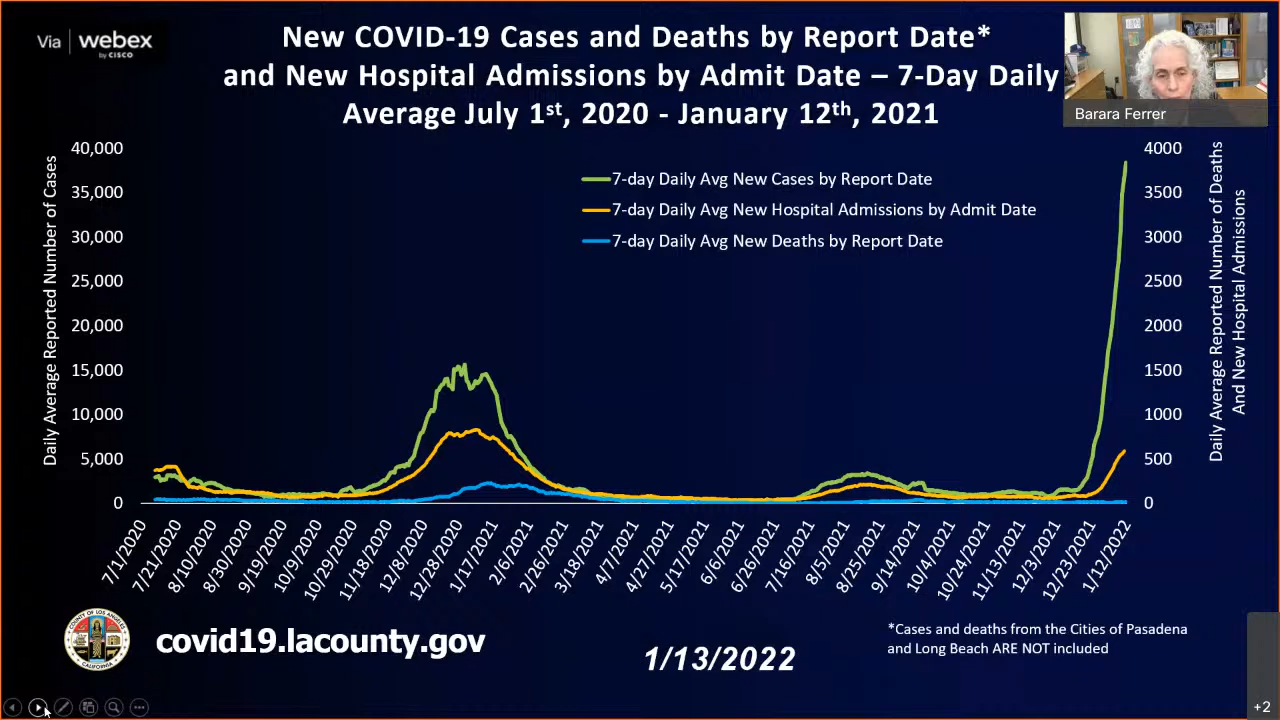 Via | webex
by CISCO
New COVID-19 Cases and Deaths by Report Date*
and New Hospital Admissions by Admit Date – 7-Day Daily
Average July 1st, 2020 - January 12th, 2021
Barara Ferrer
Daily Average Reported Number of Cases
40,000
35,000
30,000
25,000
20,000
15,000
10,000
5,000
0
7-day Daily Avg New Cases by Report Date
7-day Daily Avg New Hospital Admissions by Admit Date
7-day Daily Avg New Deaths by Report Date
4000
3500
3000
2500
2000
1500
1000
500
0
Daily Average Reported Number of Deaths
And New Hospital Admissions
7/1/2020
7/21/2020
8/10/2020
8/30/2020
9/19/2020
10/9/2020
10/29/2020
11/18/2020
12/8/2020
12/28/2020
1/17/2021
2/6/2021
2/26/2021
3/18/2021
4/7/2021
4/27/2021
5/17/2021
6/6/2021
6/26/2021
7/16/2021
8/5/2021
8/25/2021
9/14/2021
10/4/2021
10/24/2021
11/13/2021
12/3/2021
12/23/2021
1/12/2022
COUNTY OF LOS ANGELES
CALIFORNIA
covid19.lacounty.gov
1/13/2022
*Cases and deaths from the Cities of Pasadena
and Long Beach ARE NOT included
+2